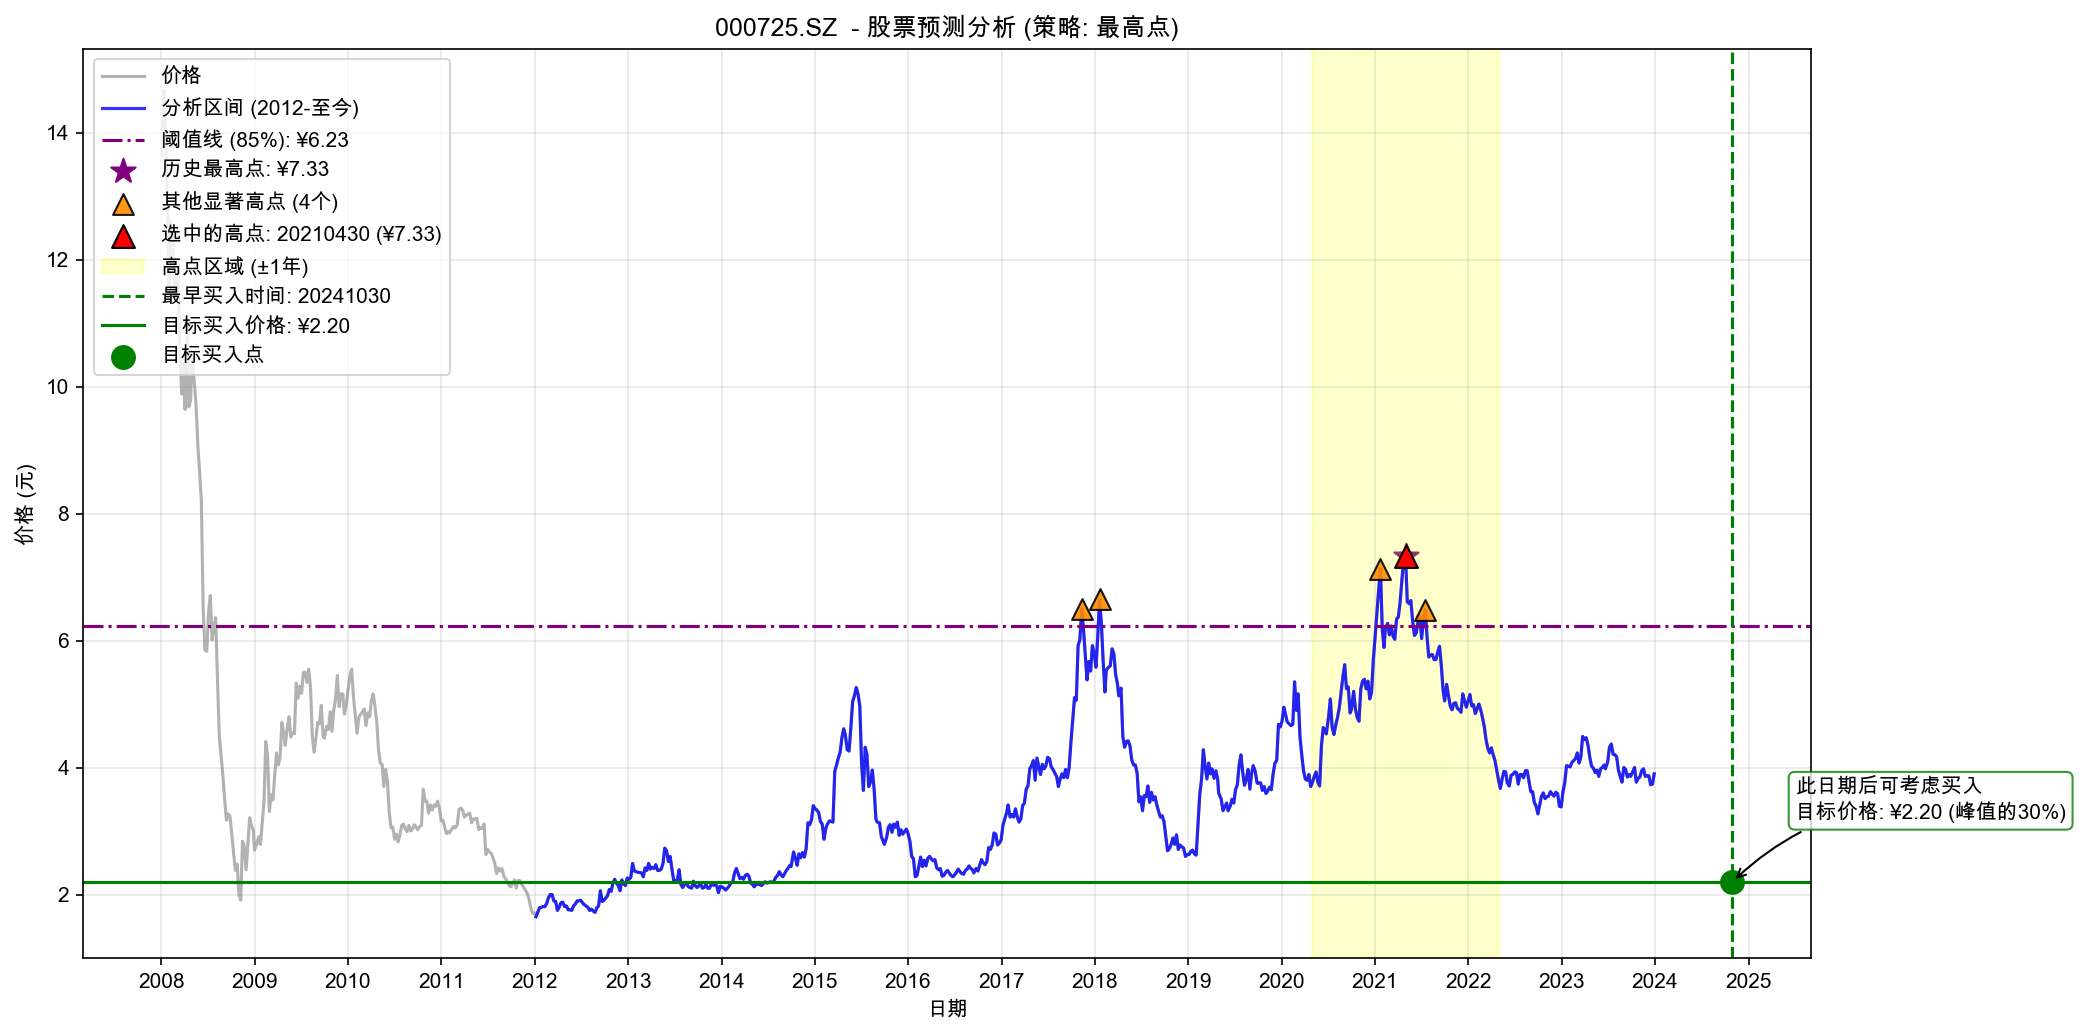 000725.SZ - 股票预测分析 (策略: 最高点)
价格
分析区间 (2012-至今)
阈值线 (85%): ¥6.23
历史最高点: ¥7.33
其他显著高点 (4个)
选中的高点: 20210430 (¥7.33)
高点区域 (±1年)
最早买入时间: 20241030
目标买入价格: ¥2.20
目标买入点
价格 (元)
14
12
10
8
6
4
2
此日期后可考虑买入
目标价格: ¥2.20 (峰值的30%)
2008 2009 2010 2011 2012 2013 2014 2015 2016 2017 2018 2019 2020 2021 2022 2023 2024 2025
日期